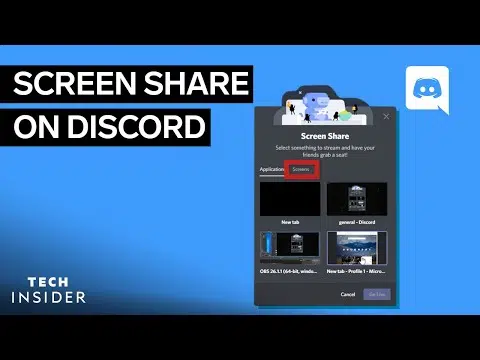 SCREEN SHARE
ON DISCORD
Screen Share
Select something to stream and have your
friends grab a seat!
Applications
Screens
New tab
general - Discord
OBS 26.1.1 (64-bit, windo...
New tab - Profile 1 - Micro...
Cancel
Go Live
TECH
INSIDER